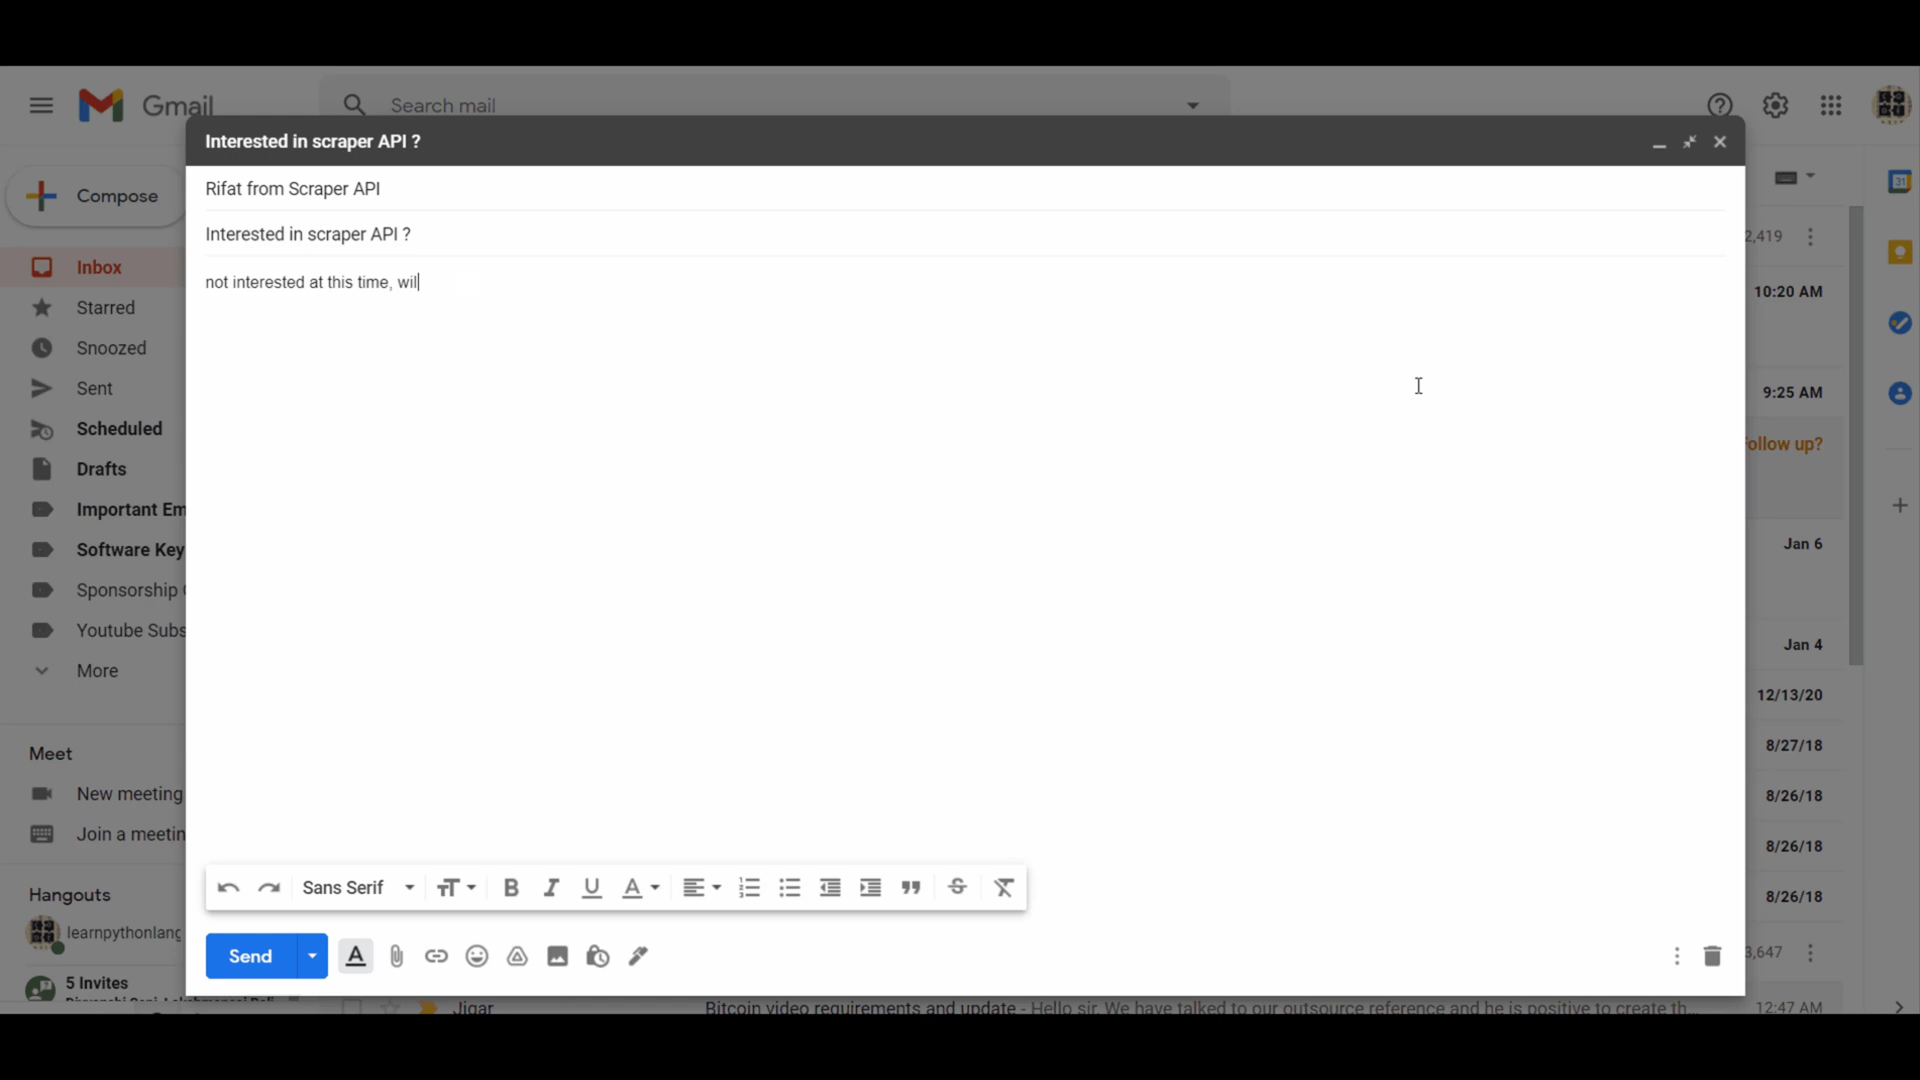 Gmail
Search mail
Interested in scraper API ?
Rifat from Scraper API
Interested in scraper API ?
not interested at this time, wil
Compose
Inbox
Starred
Snoozed
Sent
Scheduled
Drafts
Important Em
Software Key
Sponsorship
Youtube Subs
More
Meet
New meeting
Join a meetin
Hangouts
learnpythonlang
5 Invites
31
2,419
10:20 AM
9:25 AM
Follow up?
Jan 6
Jan 4
12/13/20
8/27/18
8/26/18
8/26/18
8/26/18
Sans Serif
Send
3,647
Jigar
Bitcoin video requirements and update - Hello sir, We have talked to our outsource reference and he is positive to create th...
12:47 AM